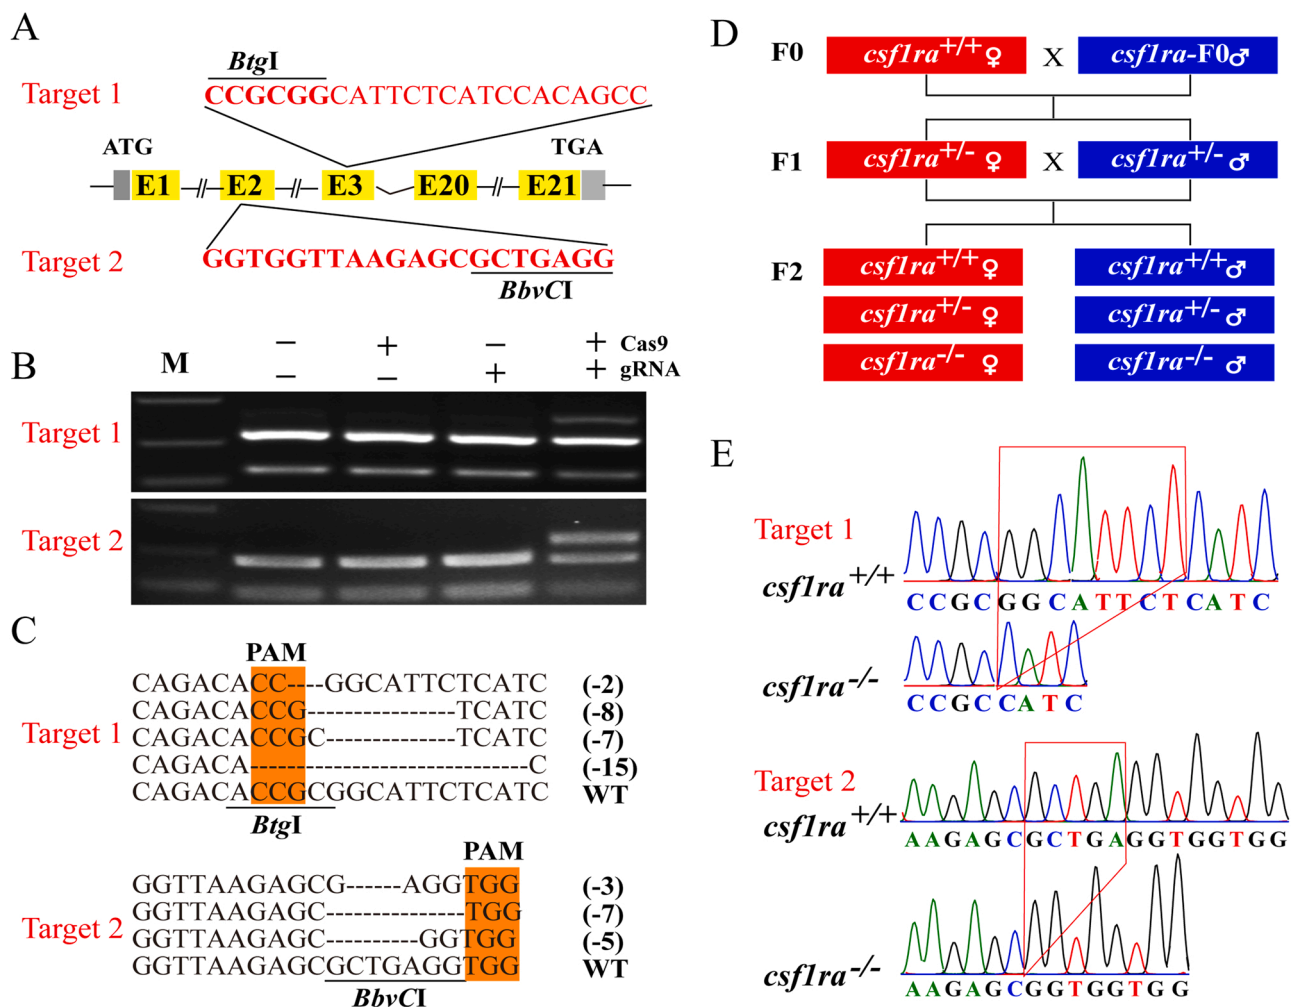 A
BtgI
Target 1
CCGCGGCATTCTCATCCACAGCC
ATG
TGA
E1
E2
E3
E20
E21
Target 2
GGTGGTTAAGAGCGCTGAGG
BbvCI
B
M
− + − + Cas9
− − + + gRNA
Target 1
Target 2
C
PAM
CAGACACC----GGCATTCTCATC (-2)
CAGACACCG--------------TCATC (-8)
CAGACACCGC------------TCATC (-7)
CAGACA--------------------------C (-15)
CAGACACCGCGGCATTCTCATC WT
Target 1
BtgI
PAM
GGTTAAGAGCG------AGGTGG (-3)
GGTTAAGAGC---------------TGG (-7)
GGTTAAGAGC----------GGTGG (-5)
GGTTAAGAGCGCTGAGGTGG WT
Target 2
BbvCI
D
F0
csf1ra+/+♀ X csf1ra-F0♂
F1
csf1ra+/-♀ X csf1ra+/-♂
F2
csf1ra+/+♀ csf1ra+/+♂
csf1ra+/-♀ csf1ra+/-♂
csf1ra-/-♀ csf1ra-/-♂
E
Target 1
csf1ra+/+
CCGCGGCATTCTCATC
csf1ra-/-
CCGCCATC
Target 2
csf1ra+/+
AAGAGCGCTGAGGTGGTGG
csf1ra-/-
AAGAGCGGTGGTGG